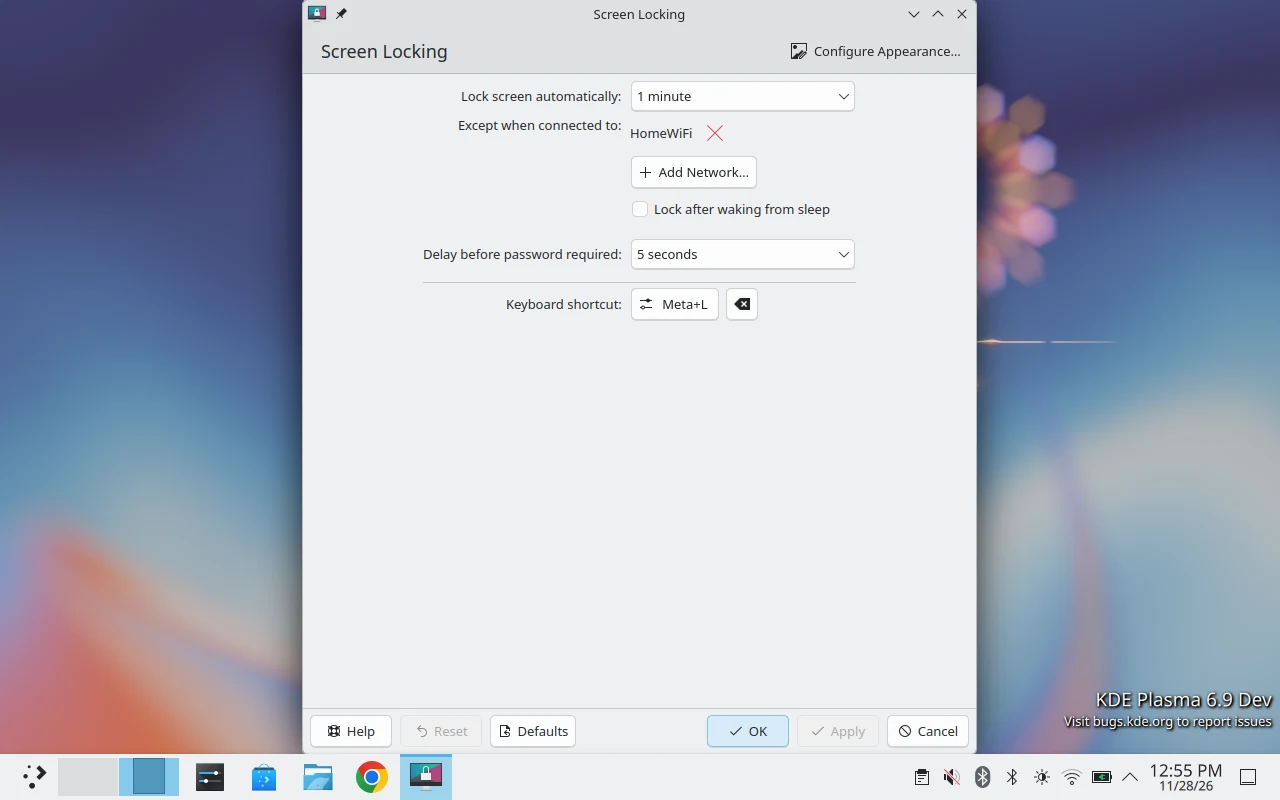 Screen Locking
Screen Locking
Configure Appearance...
Lock screen automatically: 1 minute
Except when connected to: HomeWiFi
Add Network...
Lock after waking from sleep
Delay before password required: 5 seconds
Keyboard shortcut: Meta+L
KDE Plasma 6.9 Dev
Visit bugs.kde.org to report issues
Help Reset Defaults OK Apply Cancel
12:55 PM
11/28/26